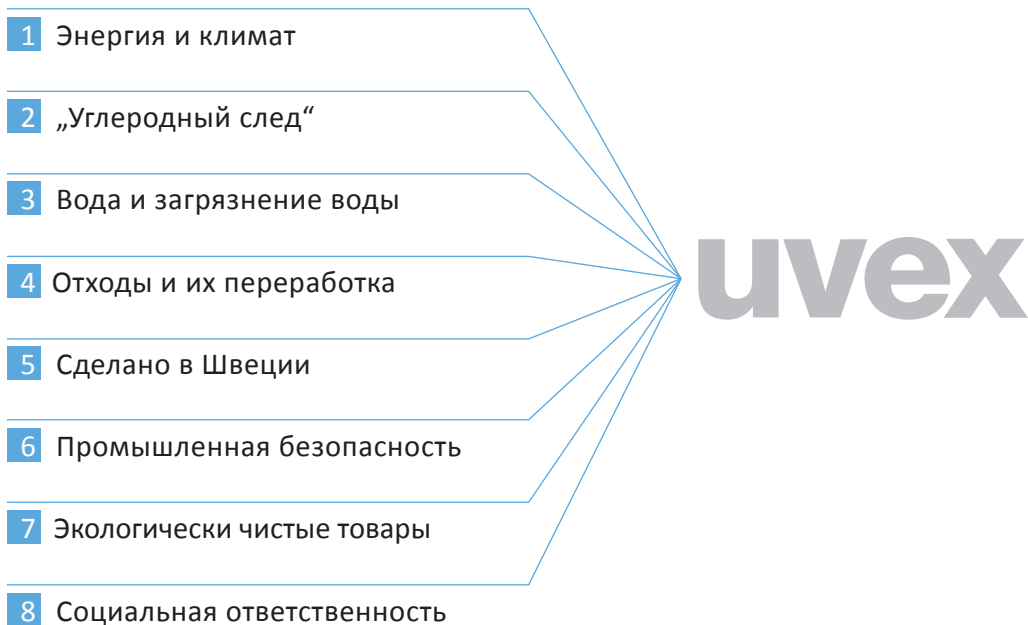 1 Энергия и климат
2 „Углеродный след“
3 Вода и загрязнение воды
4 Отходы и их переработка
5 Сделано в Швеции
6 Промышленная безопасность
7 Экологически чистые товары
8 Социальная ответственность
uvex